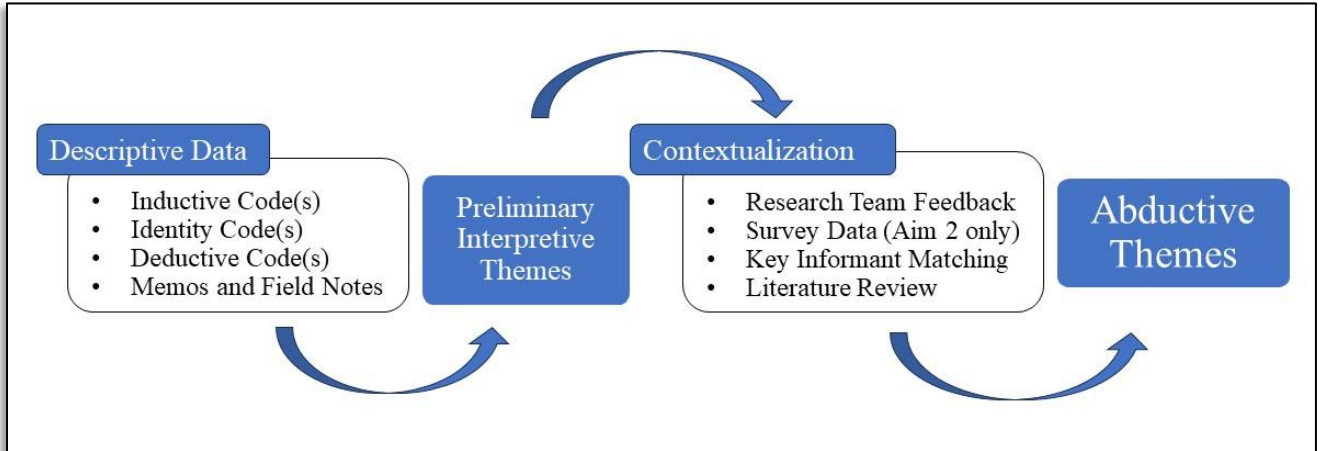 Descriptive Data
• Inductive Code(s)
• Identity Code(s)
• Deductive Code(s)
• Memos and Field Notes
Preliminary
Interpretive
Themes
Contextualization
• Research Team Feedback
• Survey Data (Aim 2 only)
• Key Informant Matching
• Literature Review
Abductive
Themes